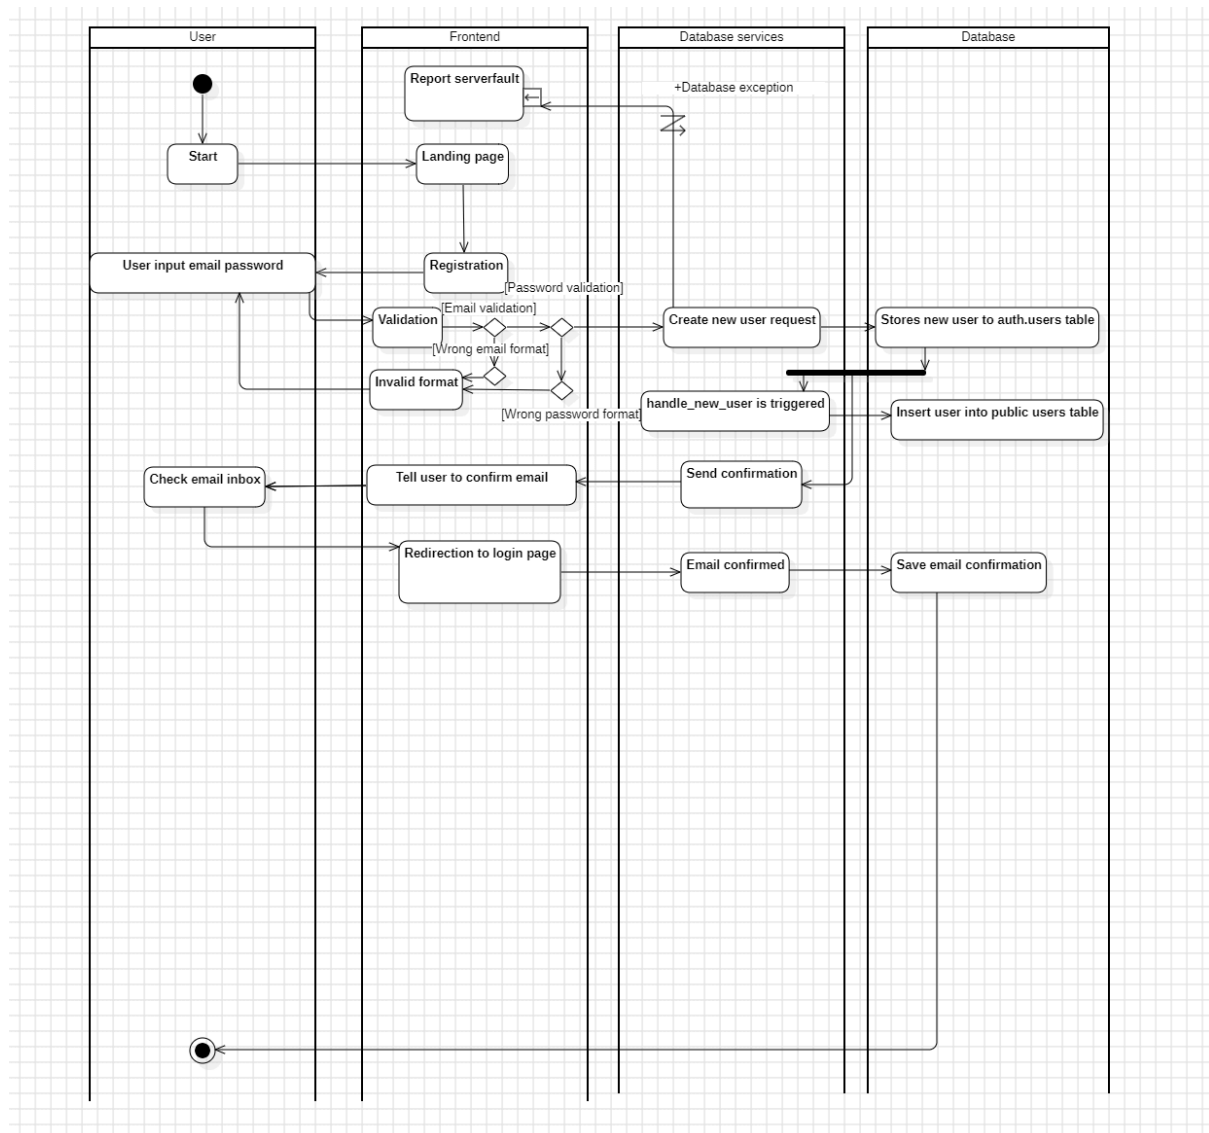 User
Frontend
Database services
Database
Report serverfault
+Database exception
Start
Landing page
User input email password
Registration
[Password validation]
[Email validation]
Validation
Create new user request
Stores new user to auth.users table
[Wrong email format]
Invalid format
handle_new_user is triggered
[Wrong password format]
Insert user into public users table
Check email inbox
Tell user to confirm email
Send confirmation
Redirection to login page
Email confirmed
Save email confirmation